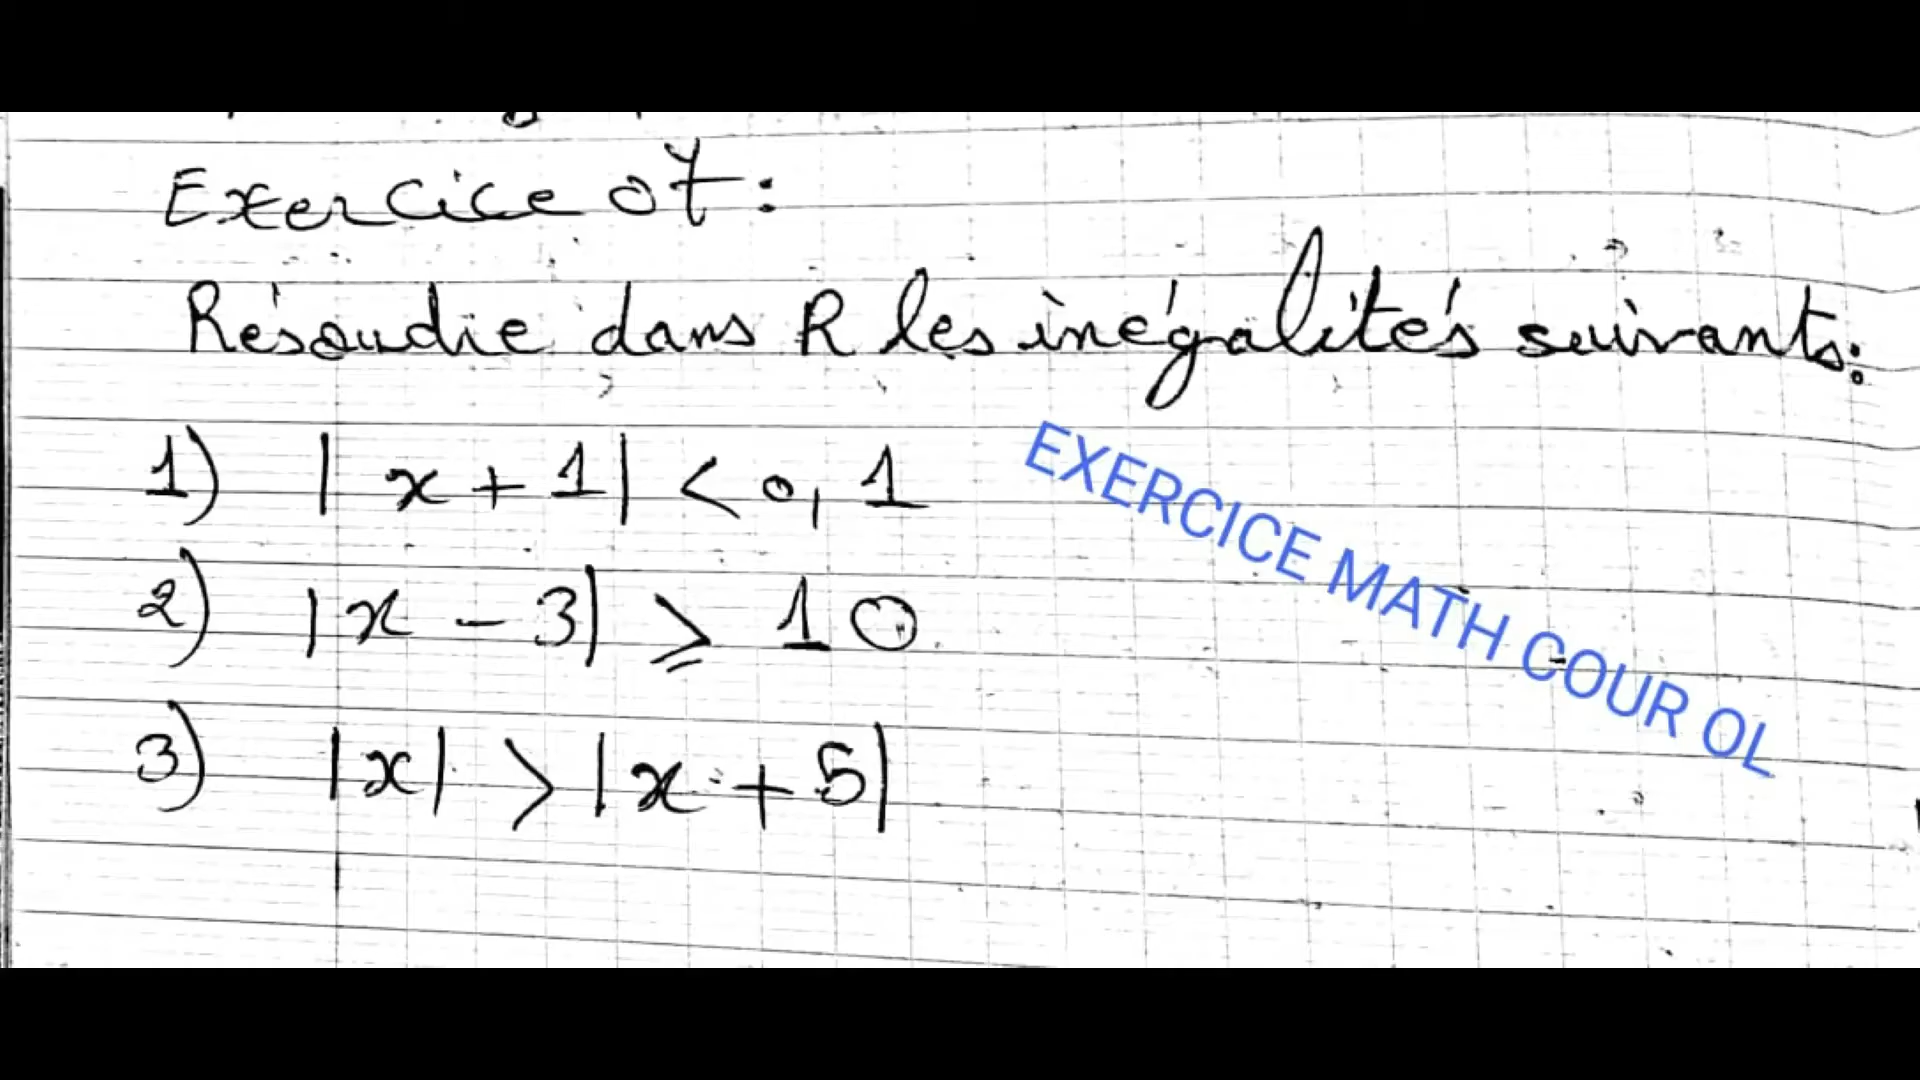 Exercice 07:
Résoudie dans R les inégalités suivants:
1) |x + 1| < 0,1
2) |x - 3| ⩾ 10
3) |x| > |x + 5|
EXERCICE MATH COUR OL